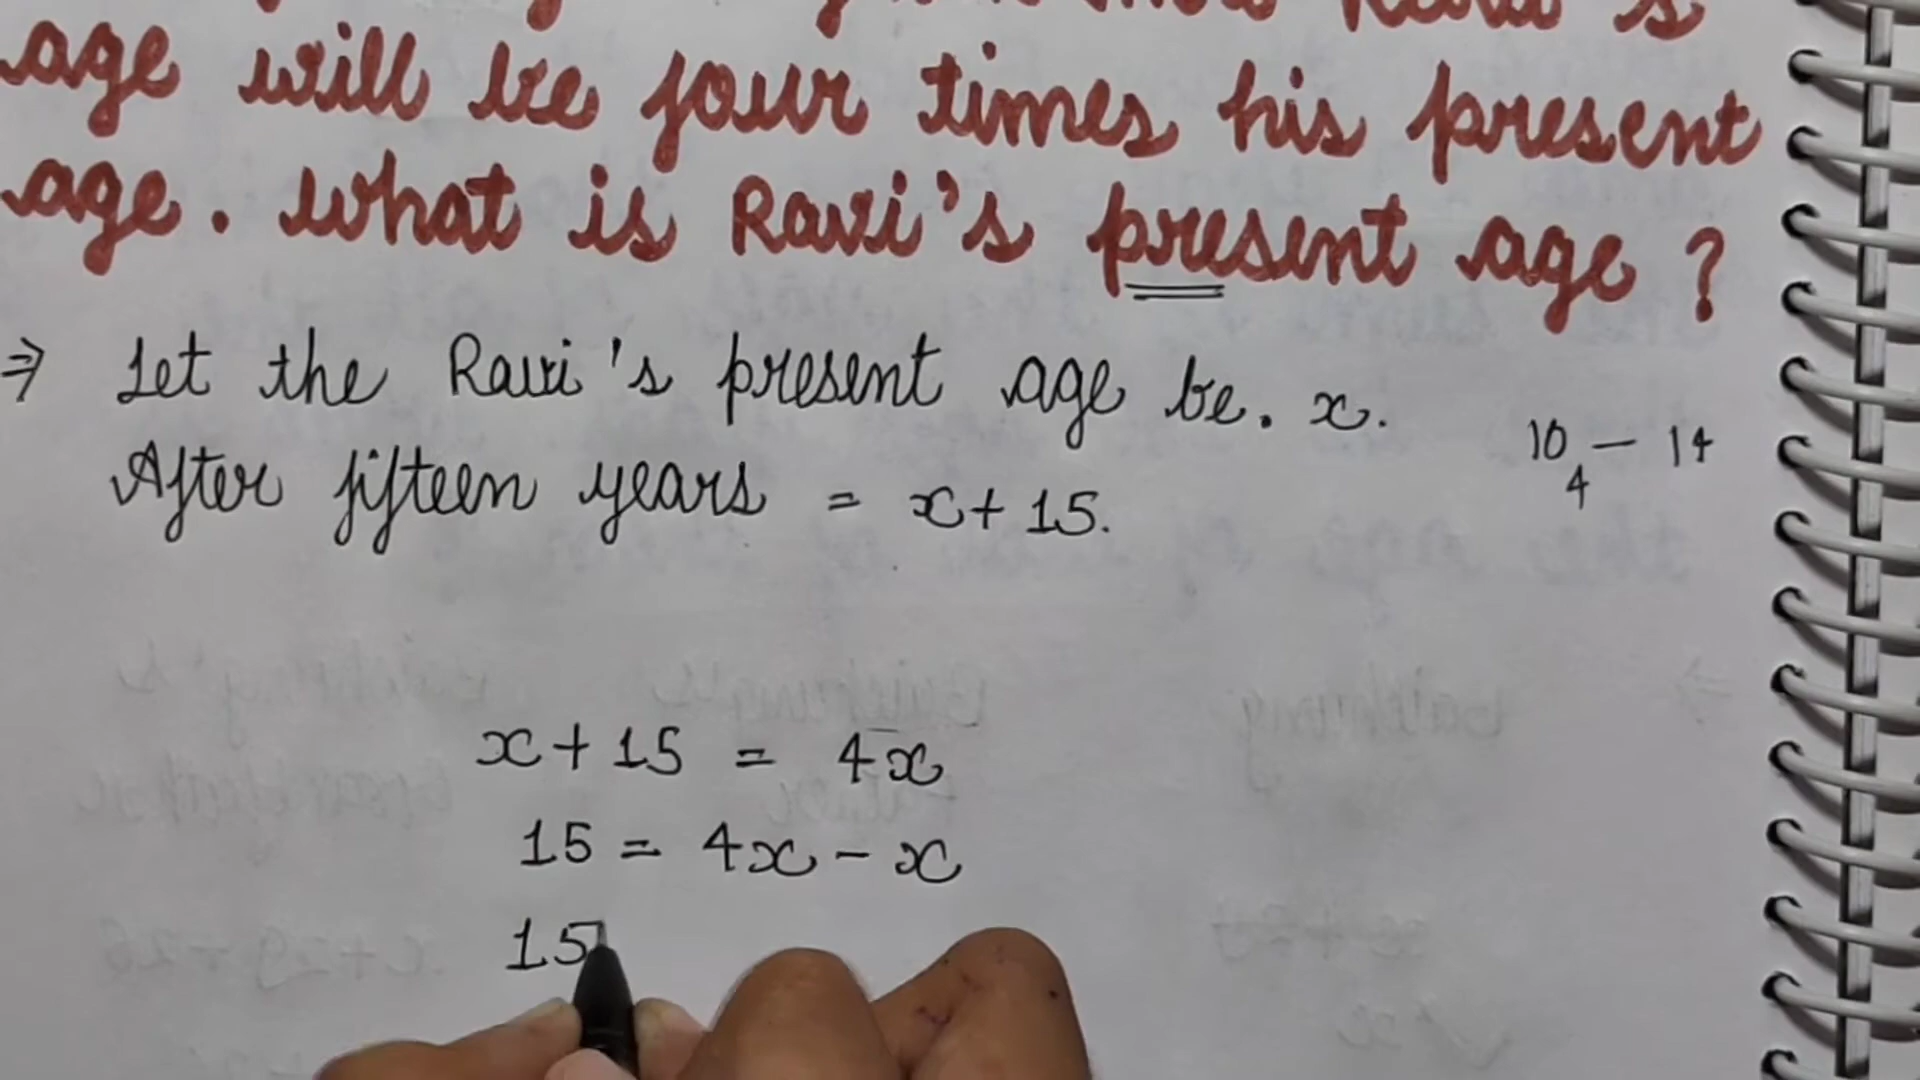 age will be four times his present
age. What is Ravi's present age ?
⇒ Let the Ravi's present age be. x.
10 - 14
4
After fifteen years = x + 15.
x + 15 = 4x
15 = 4x - x
15